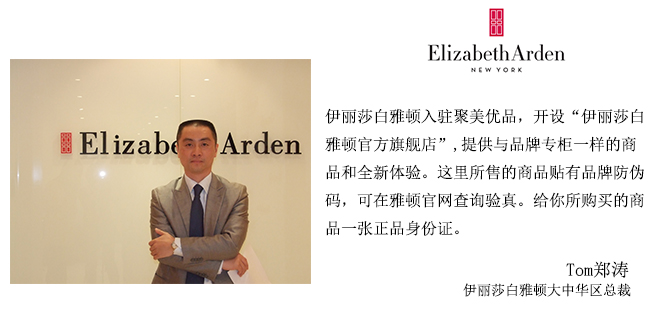 Elizabeth Arden
NEW YORK
Elizabeth Arden
伊丽莎白雅顿入驻聚美优品，开设“伊丽莎白
雅顿官方旗舰店”,提供与品牌专柜一样的商
品和全新体验。这里所售的商品贴有品牌防伪
码，可在雅顿官网查询验真。给你所购买的商
品一张正品身份证。
Tom郑涛
伊丽莎白雅顿大中华区总裁